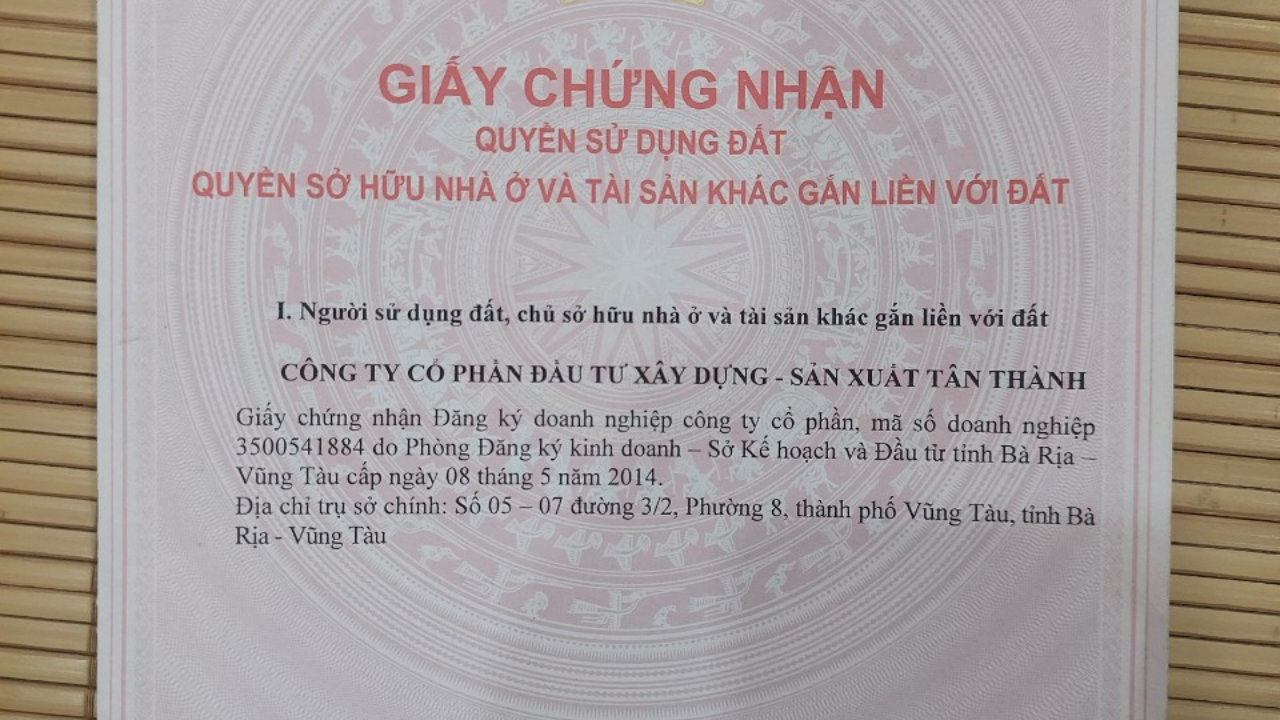 GIẤY CHỨNG NHẬN
QUYỀN SỬ DỤNG ĐẤT
QUYỀN SỞ HỮU NHÀ Ở VÀ TÀI SẢN KHÁC GẮN LIỀN VỚI ĐẤT
I. Người sử dụng đất, chủ sở hữu nhà ở và tài sản khác gắn liền với đất
CÔNG TY CỔ PHẦN ĐẦU TƯ XÂY DỰNG - SẢN XUẤT TÂN THÀNH
Giấy chứng nhận Đăng ký doanh nghiệp công ty cổ phần, mã số doanh nghiệp
3500541884 do Phòng Đăng ký kinh doanh – Sở Kế hoạch và Đầu tư tỉnh Bà Rịa –
Vũng Tàu cấp ngày 08 tháng 5 năm 2014.
Địa chỉ trụ sở chính: Số 05 – 07 đường 3/2, Phường 8, thành phố Vũng Tàu, tỉnh Bà
Rịa - Vũng Tàu